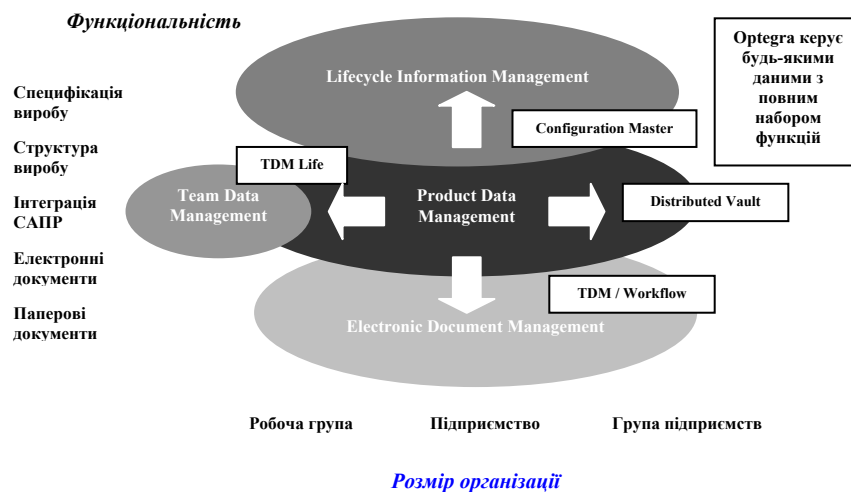 Функціональність
Optegra керує
будь-якими
даними з
повним
набором
функцій
Lifecycle Information Management
Специфікація
виробу
Configuration Master
Структура
виробу
TDM Life
Team Data
Management
Product Data
Management
Distributed Vault
Інтеграція
САПР
Електронні
документи
TDM / Workflow
Паперові
документи
Electronic Document Management
Робоча група
Підприємство
Група підприємств
Розмір організації